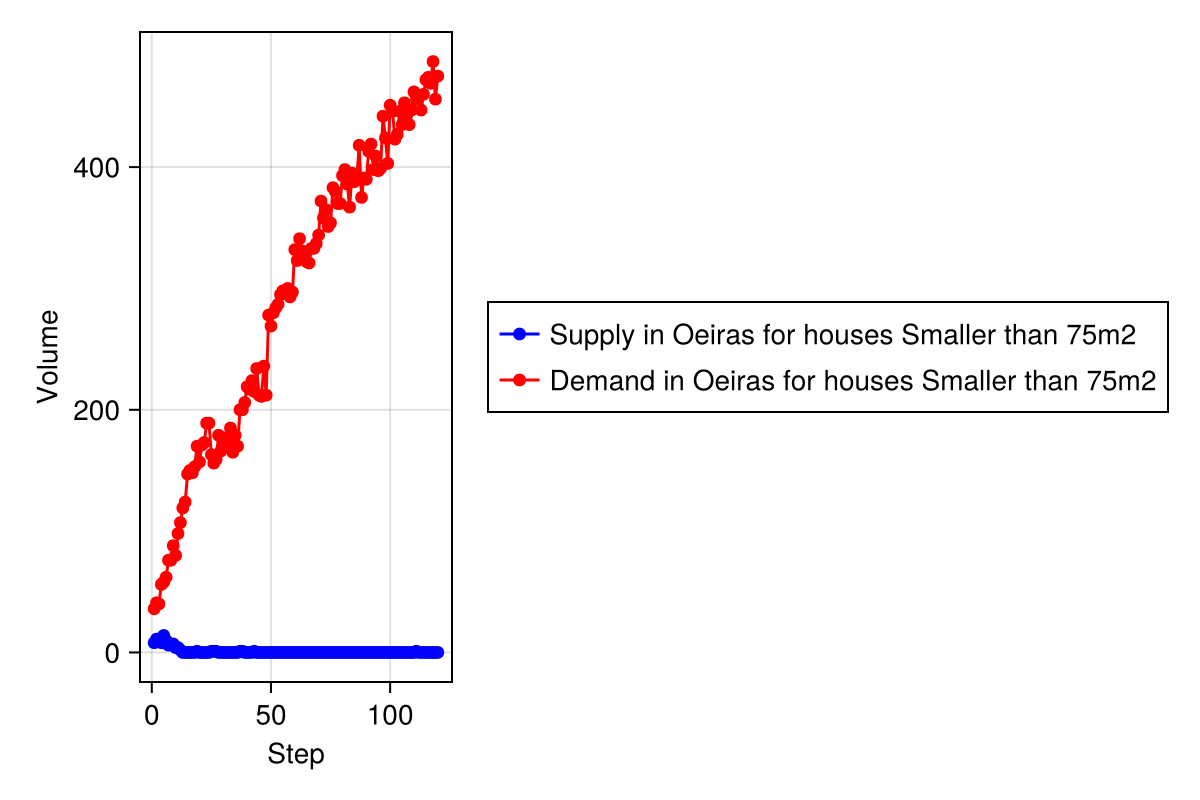 Volume
400
200
0
0 50 100
Step
Supply in Oeiras for houses Smaller than 75m2
Demand in Oeiras for houses Smaller than 75m2